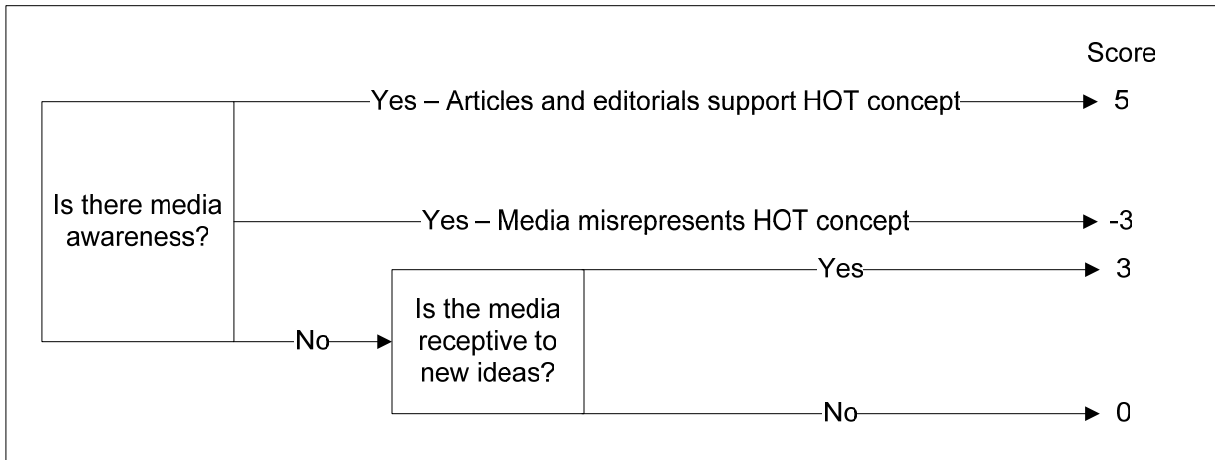 Score
Yes – Articles and editorials support HOT concept
5
Is there media
awareness?
Yes – Media misrepresents HOT concept
-3
Yes
3
Is the media
receptive to
new ideas?
No
No
0